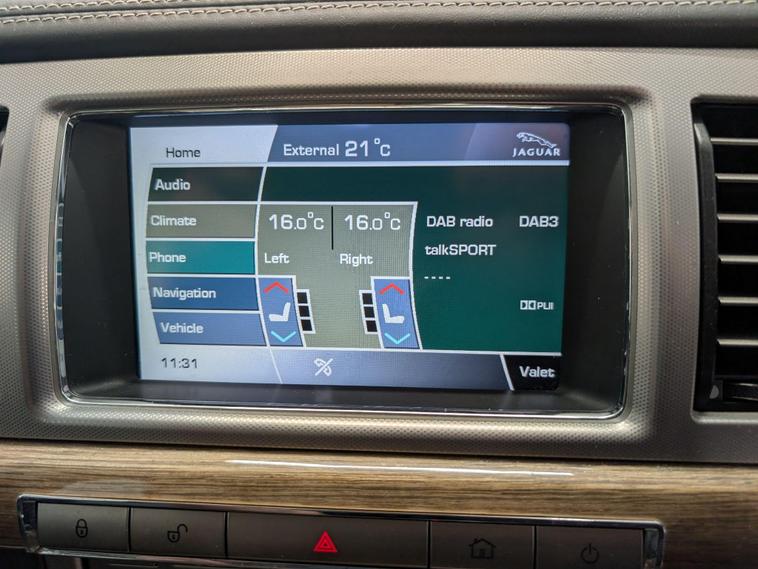 Home
External 21°C
JAGUAR
Audio
Climate
Phone
Navigation
Vehicle
16.0°C
16.0°C
Left
Right
DAB radio
DAB3
talkSPORT
----
PLII
11:31
Valet